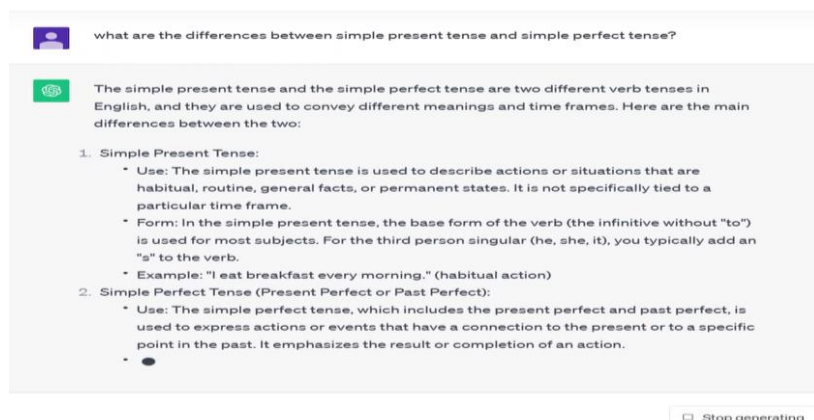 what are the differences between simple present tense and simple perfect tense?
The simple present tense and the simple perfect tense are two different verb tenses in
English, and they are used to convey different meanings and time frames. Here are the main
differences between the two:
1. Simple Present Tense:
• Use: The simple present tense is used to describe actions or situations that are
habitual, routine, general facts, or permanent states. It is not specifically tied to a
particular time frame.
• Form: In the simple present tense, the base form of the verb (the infinitive without "to")
is used for most subjects. For the third person singular (he, she, it), you typically add an
"s" to the verb.
• Example: "I eat breakfast every morning." (habitual action)
2. Simple Perfect Tense (Present Perfect or Past Perfect):
• Use: The simple perfect tense, which includes the present perfect and past perfect, is
used to express actions or events that have a connection to the present or to a specific
point in the past. It emphasizes the result or completion of an action.
•
Stop generating